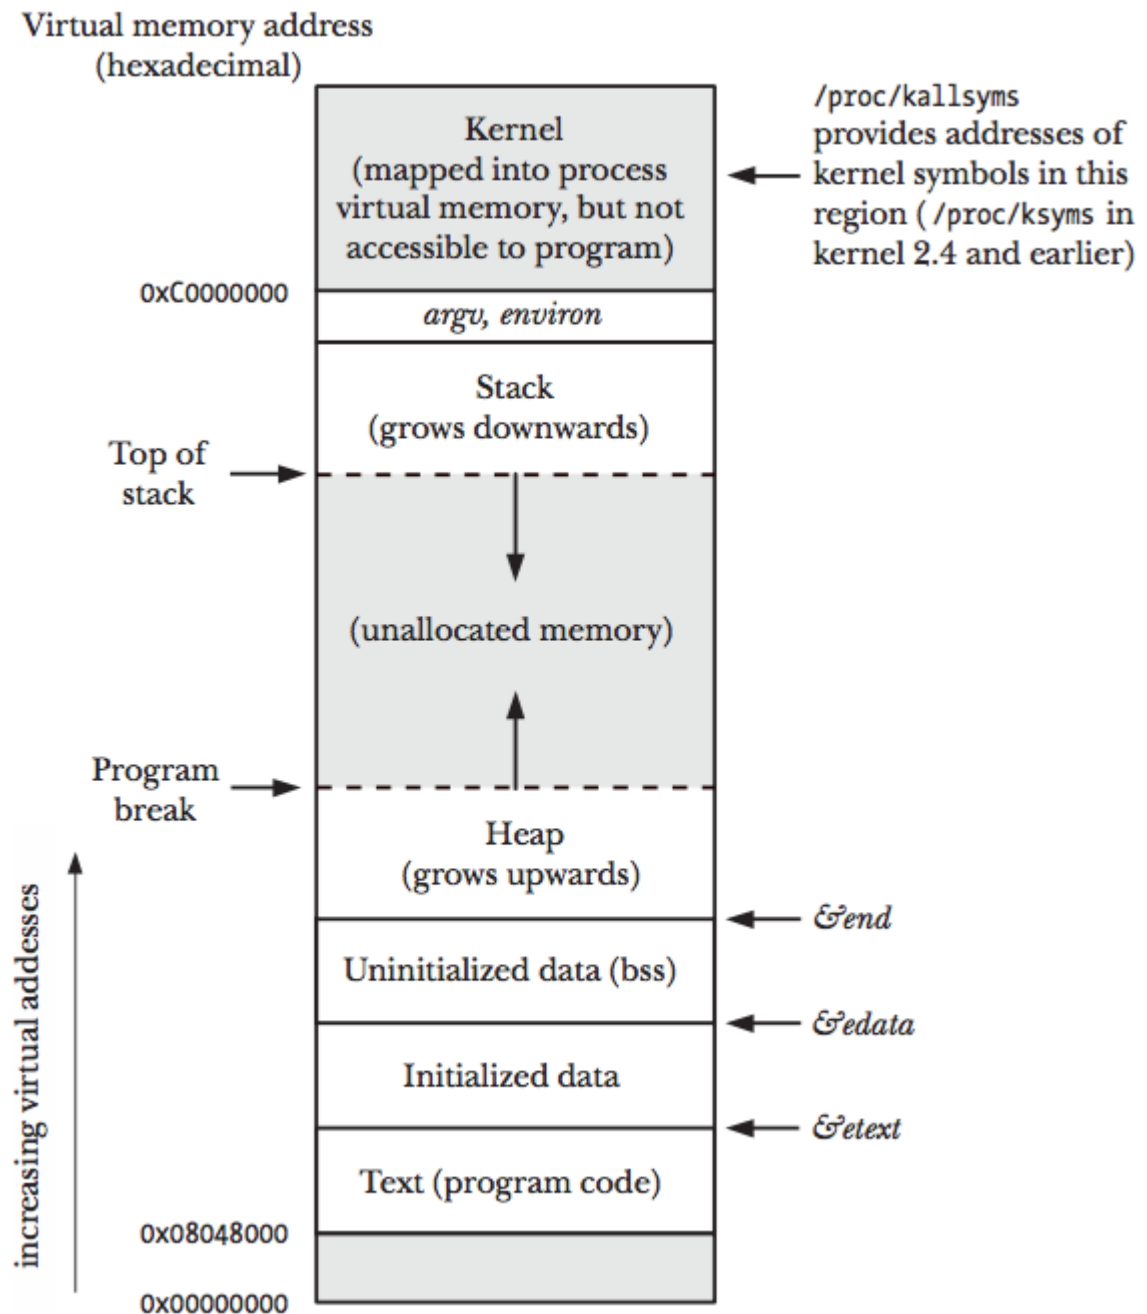 Virtual memory address
(hexadecimal)
Kernel
(mapped into process
virtual memory, but not
accessible to program)
/proc/kallsyms
provides addresses of
kernel symbols in this
region (/proc/ksyms in
kernel 2.4 and earlier)
0xC0000000
argv, environ
Stack
(grows downwards)
Top of
stack
(unallocated memory)
Program
break
Heap
(grows upwards)
&end
Uninitialized data (bss)
&edata
Initialized data
&etext
Text (program code)
0x08048000
0x00000000
increasing virtual addesses